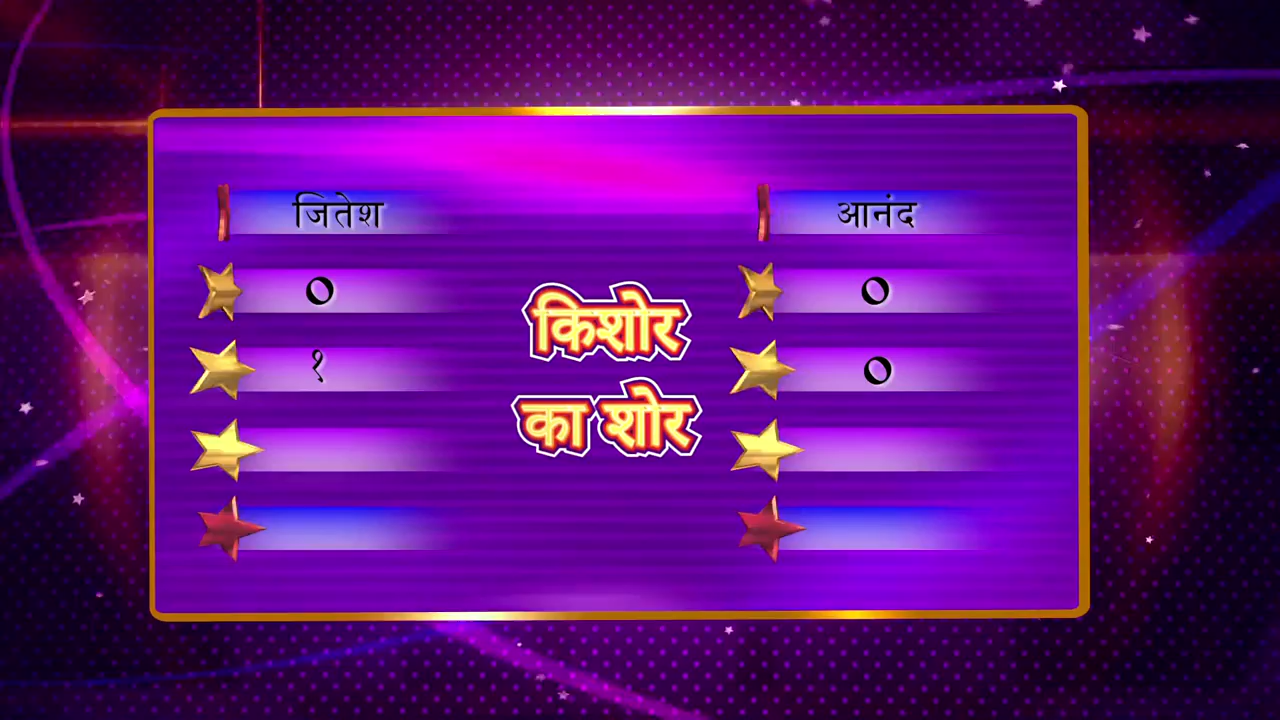 जितेश
आनंद
०
०
१
०
किशोर
का शोर